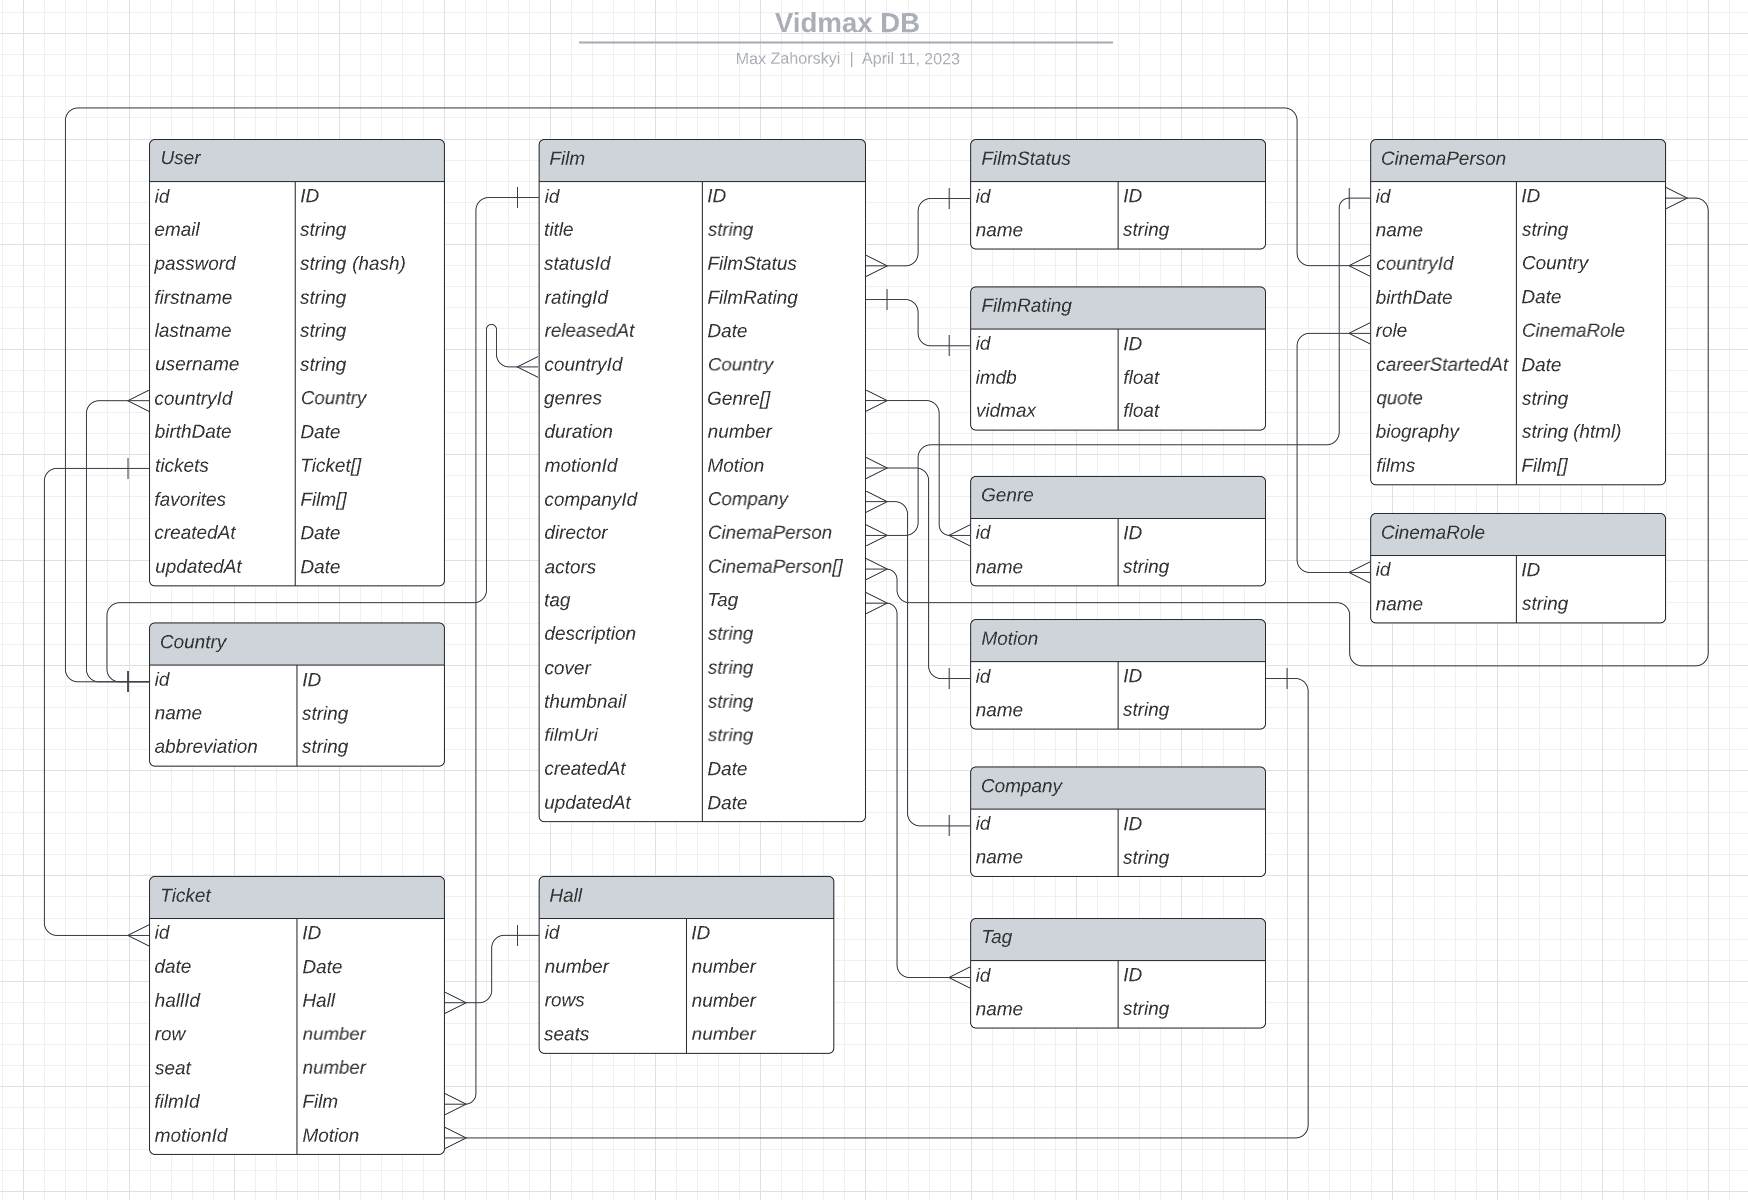 Vidmax DB
Max Zahorskyi | April 11, 2023
User
id ID
email string
password string (hash)
firstname string
lastname string
username string
countryId Country
birthDate Date
tickets Ticket[]
favorites Film[]
createdAt Date
updatedAt Date
Country
id ID
name string
abbreviation string
Ticket
id ID
date Date
hallId Hall
row number
seat number
filmId Film
motionId Motion
Film
id ID
title string
statusId FilmStatus
ratingId FilmRating
releasedAt Date
countryId Country
genres Genre[]
duration number
motionId Motion
companyId Company
director CinemaPerson
actors CinemaPerson[]
tag Tag
description string
cover string
thumbnail string
filmUri string
createdAt Date
updatedAt Date
Hall
id ID
number number
rows number
seats number
FilmStatus
id ID
name string
FilmRating
id ID
imdb float
vidmax float
Genre
id ID
name string
Motion
id ID
name string
Company
id ID
name string
Tag
id ID
name string
CinemaPerson
id ID
name string
countryId Country
birthDate Date
role CinemaRole
careerStartedAt Date
quote string
biography string (html)
films Film[]
CinemaRole
id ID
name string